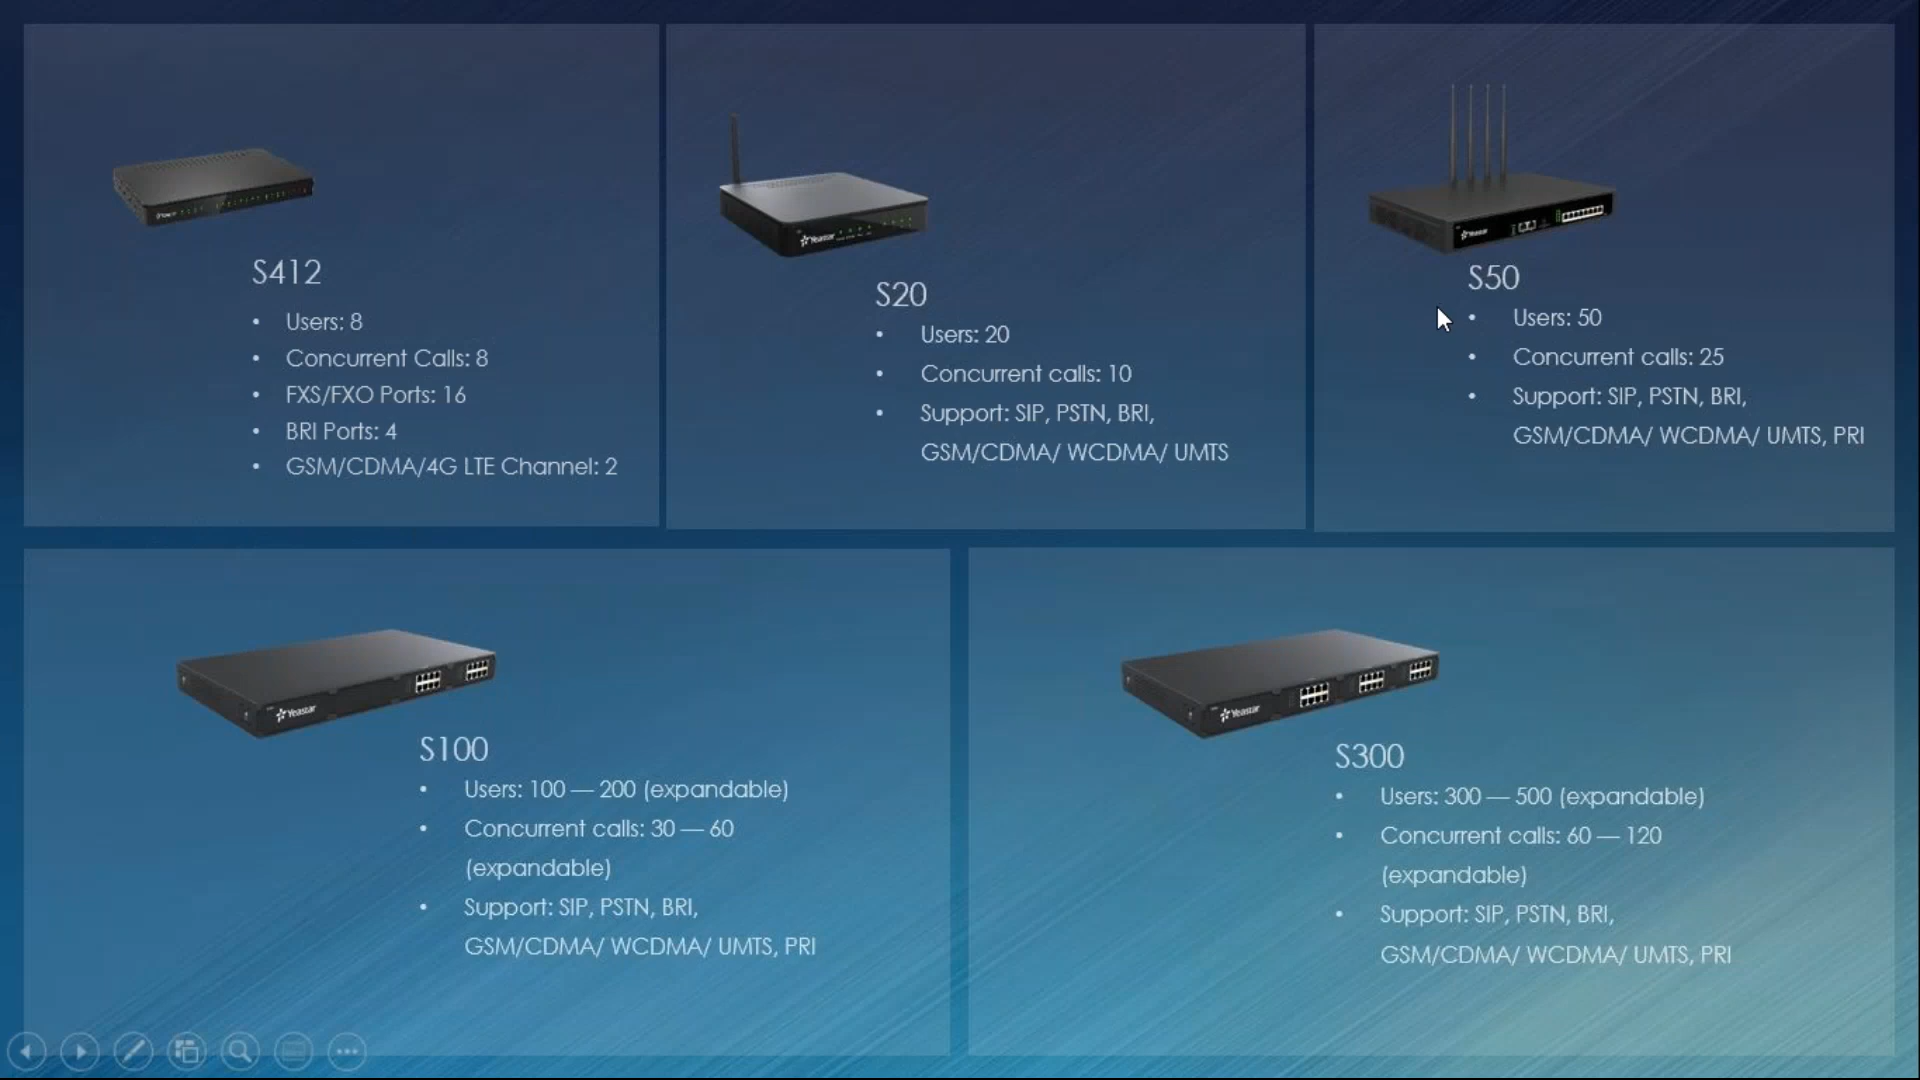 S412
• Users: 8
• Concurrent Calls: 8
• FXS/FXO Ports: 16
• BRI Ports: 4
• GSM/CDMA/4G LTE Channel: 2
Yeastar
S20
• Users: 20
• Concurrent calls: 10
• Support: SIP, PSTN, BRI,
GSM/CDMA/ WCDMA/ UMTS
Yeastar
S50
• Users: 50
• Concurrent calls: 25
• Support: SIP, PSTN, BRI,
GSM/CDMA/ WCDMA/ UMTS, PRI
Yeastar
S100
• Users: 100 — 200 (expandable)
• Concurrent calls: 30 — 60
(expandable)
• Support: SIP, PSTN, BRI,
GSM/CDMA/ WCDMA/ UMTS, PRI
Yeastar
S300
• Users: 300 — 500 (expandable)
• Concurrent calls: 60 — 120
(expandable)
• Support: SIP, PSTN, BRI,
GSM/CDMA/ WCDMA/ UMTS, PRI